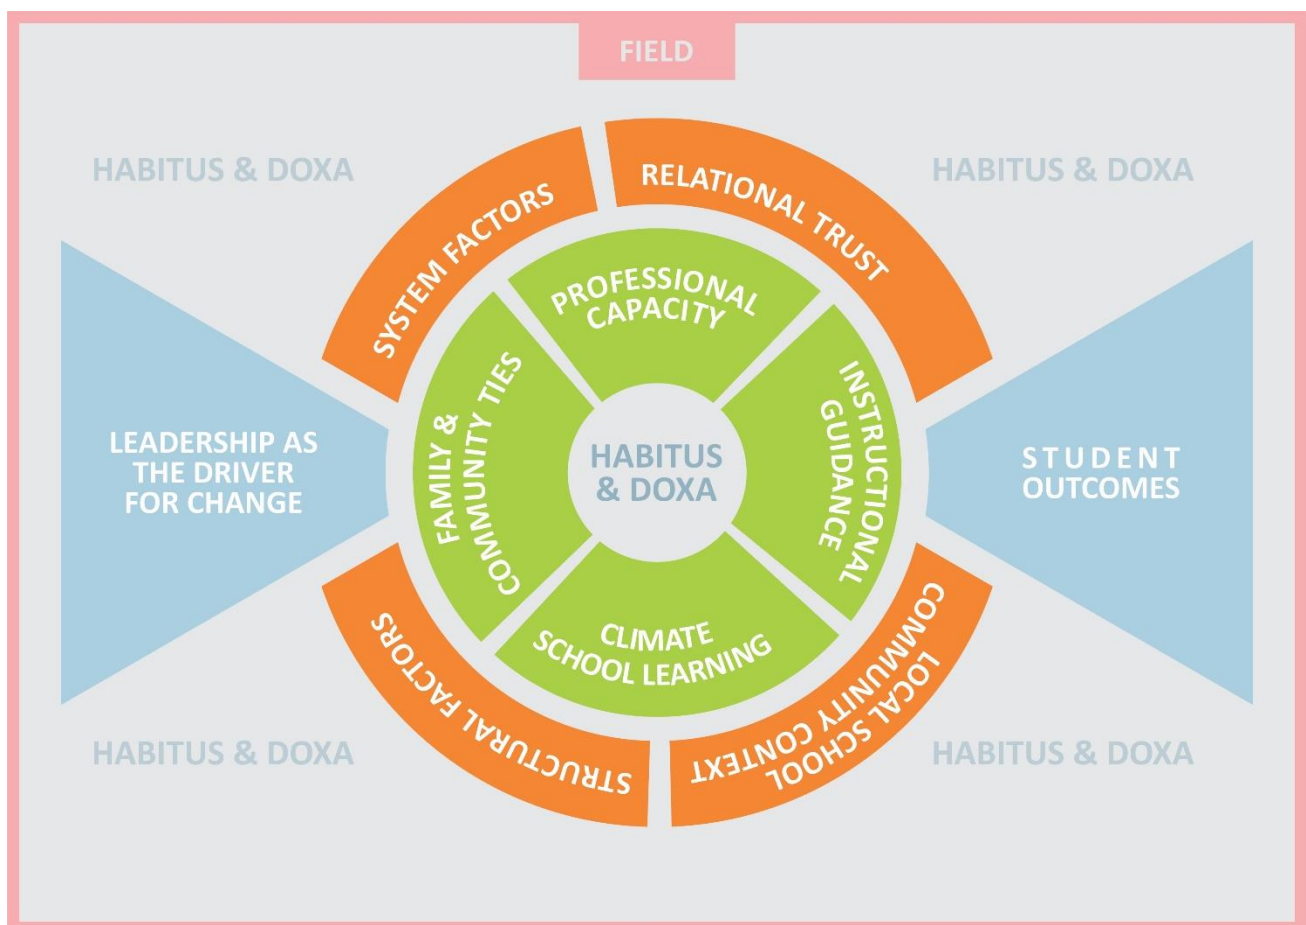 FIELD
HABITUS & DOXA
HABITUS & DOXA
SYSTEM FACTORS
RELATIONAL TRUST
PROFESSIONAL
CAPACITY
FAMILY &
COMMUNITY TIES
INSTRUCTIONAL
GUIDANCE
LEADERSHIP AS
THE DRIVER
FOR CHANGE
HABITUS
& DOXA
STUDENT
OUTCOMES
CLIMATE
SCHOOL LEARNING
STRUCTURAL FACTORS
LOCAL SCHOOL
COMMUNITY CONTEXT
HABITUS & DOXA
HABITUS & DOXA